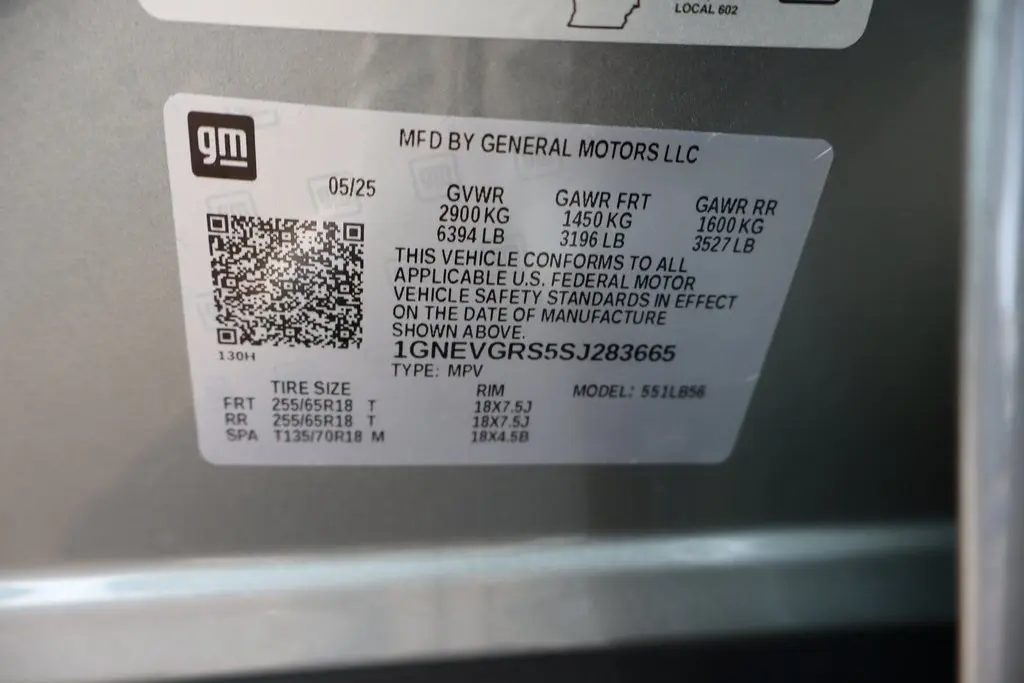 LOCAL 602
gm
MFD BY GENERAL MOTORS LLC
05/25
GVWR GAWR FRT GAWR RR
2900 KG 1450 KG 1600 KG
6394 LB 3196 LB 3527 LB
THIS VEHICLE CONFORMS TO ALL
APPLICABLE U.S. FEDERAL MOTOR
VEHICLE SAFETY STANDARDS IN EFFECT
ON THE DATE OF MANUFACTURE
SHOWN ABOVE.
1GNEVGRS5SJ283665
130H
TYPE: MPV
TIRE SIZE RIM MODEL: 551LB56
FRT 255/65R18 T 18X7.5J
RR 255/65R18 T 18X7.5J
SPA T135/70R18 M 18X4.5B